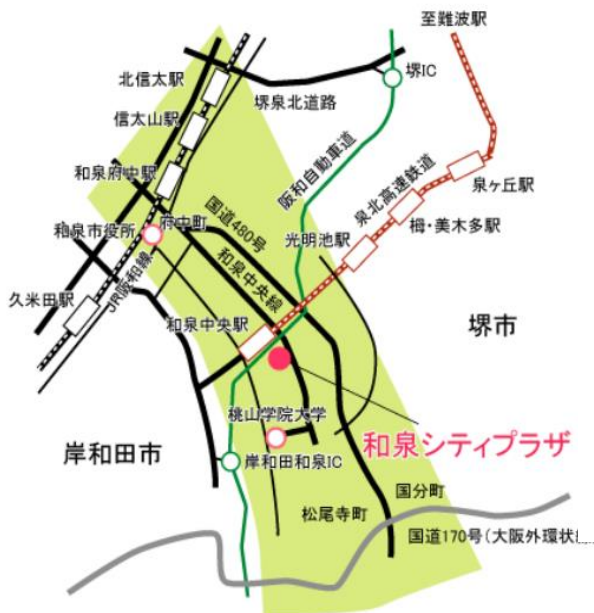 至難波駅
北信太駅
堺IC
堺泉北道路
信太山駅
阪和自動車道
泉北高速鉄道
和泉府中駅
泉ヶ丘駅
国道480号
府中町
栂・美木多駅
和泉市役所
光明池駅
和泉中央線
JR阪和線
久米田駅
和泉中央駅
堺市
桃山学院大学
和泉シティプラザ
岸和田市
岸和田和泉IC
国分町
松尾寺町
国道170号(大阪外環状